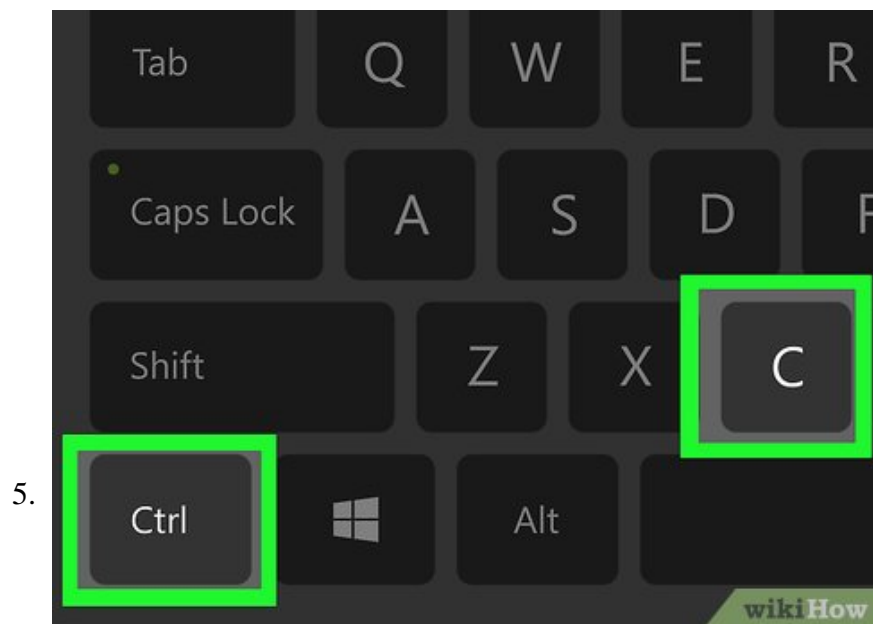 Tab Q W E R
Caps Lock A S D F
Shift Z X C
5.
Ctrl Alt
wikiHow